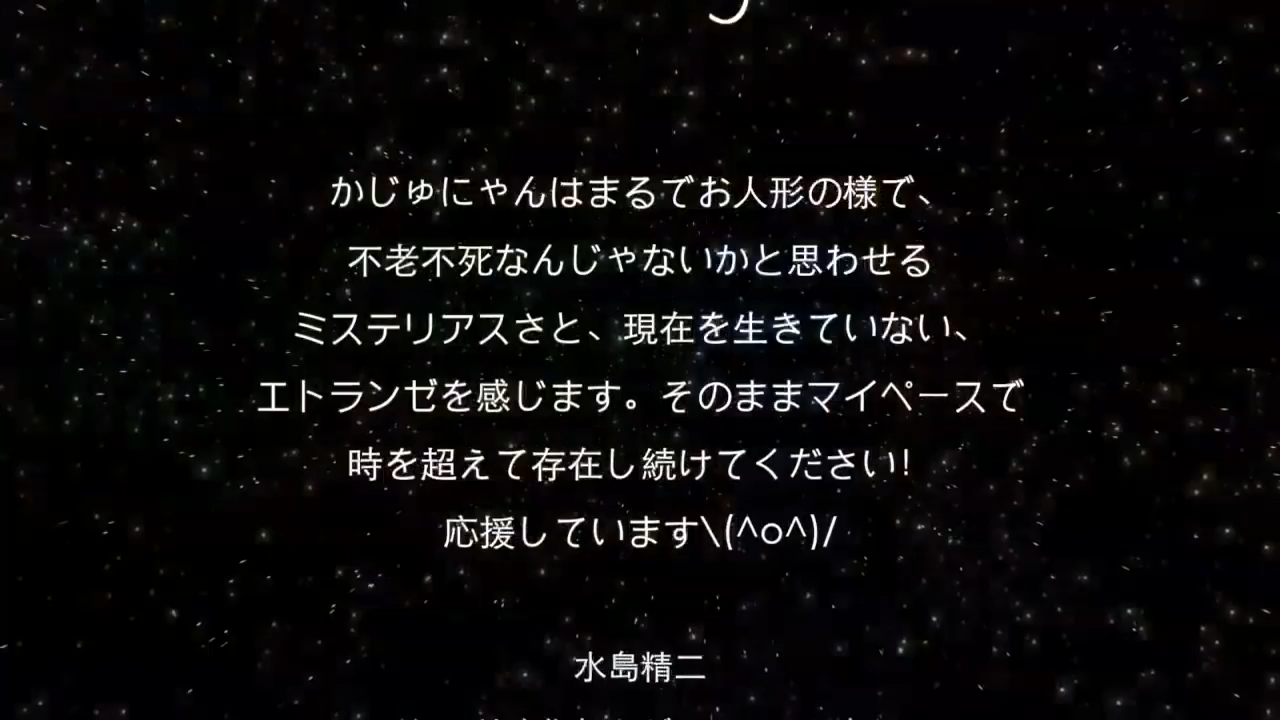 かじゅにゃんはまるでお人形の様で、
不老不死なんじゃないかと思わせる
ミステリアスさと、現在を生きていない、
エトランゼを感じます。そのままマイペースで
時を超えて存在し続けてください!
応援しています\(^o^)/
水島精二